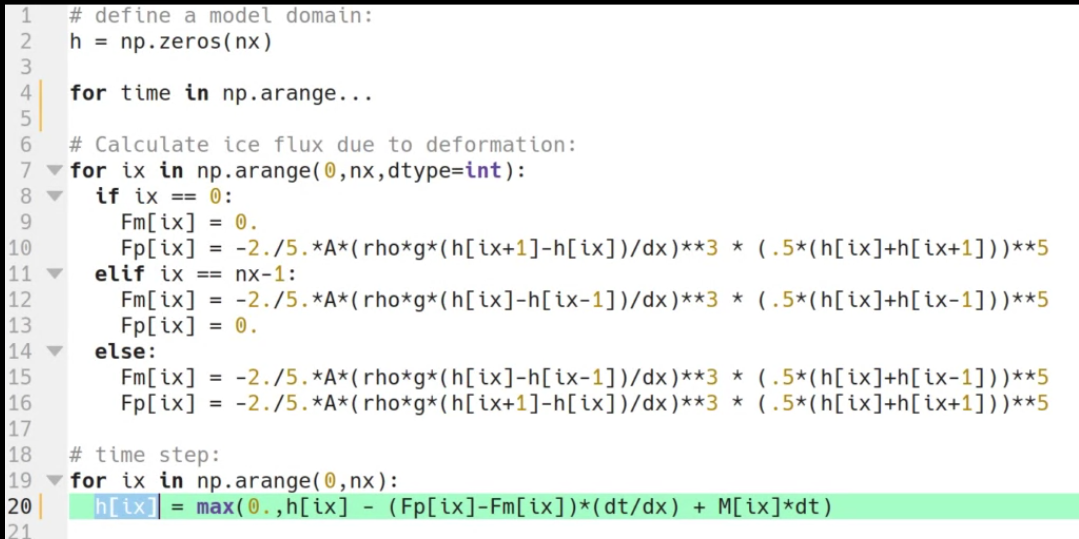 1 # define a model domain:
2 h = np.zeros(nx)
3
4 for time in np.arange...
5
6 # Calculate ice flux due to deformation:
7 for ix in np.arange(0,nx,dtype=int):
8 if ix == 0:
9 Fm[ix] = 0.
10 Fp[ix] = -2./5.*A*(rho*g*(h[ix+1]-h[ix])/dx)**3 * (.5*(h[ix]+h[ix+1]))**5
11 elif ix == nx-1:
12 Fm[ix] = -2./5.*A*(rho*g*(h[ix]-h[ix-1])/dx)**3 * (.5*(h[ix]+h[ix-1]))**5
13 Fp[ix] = 0.
14 else:
15 Fm[ix] = -2./5.*A*(rho*g*(h[ix]-h[ix-1])/dx)**3 * (.5*(h[ix]+h[ix-1]))**5
16 Fp[ix] = -2./5.*A*(rho*g*(h[ix+1]-h[ix])/dx)**3 * (.5*(h[ix]+h[ix+1]))**5
17
18 # time step:
19 for ix in np.arange(0,nx):
20 h[ix] = max(0.,h[ix] - (Fp[ix]-Fm[ix])*(dt/dx) + M[ix]*dt)
21